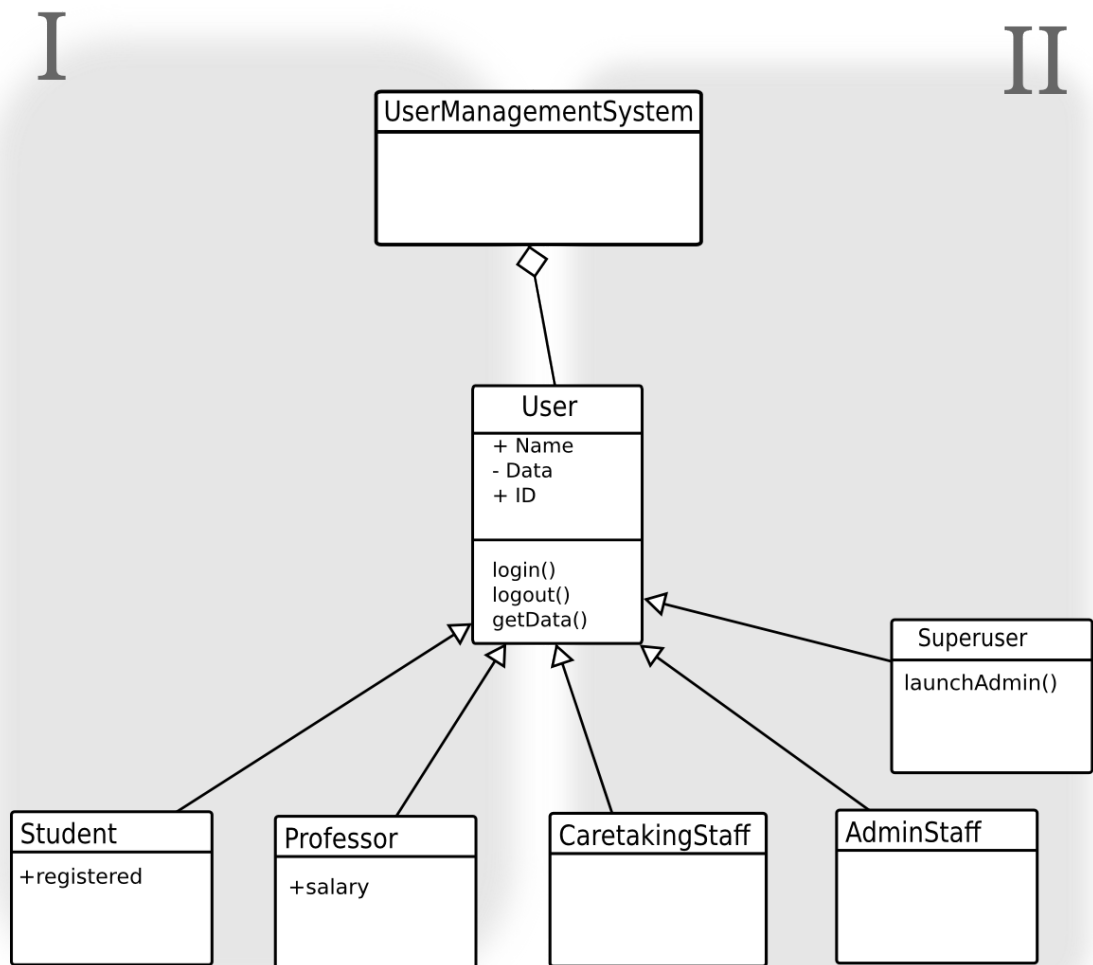 I
II
UserManagementSystem
User
+ Name
- Data
+ ID
login()
logout()
getData()
Superuser
launchAdmin()
Student
+registered
Professor
+salary
CaretakingStaff
AdminStaff